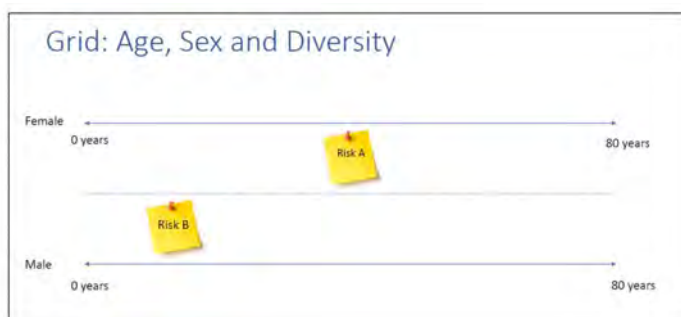 Grid: Age, Sex and Diversity
Female
0 years
80 years
Risk A
Risk B
Male
0 years
80 years